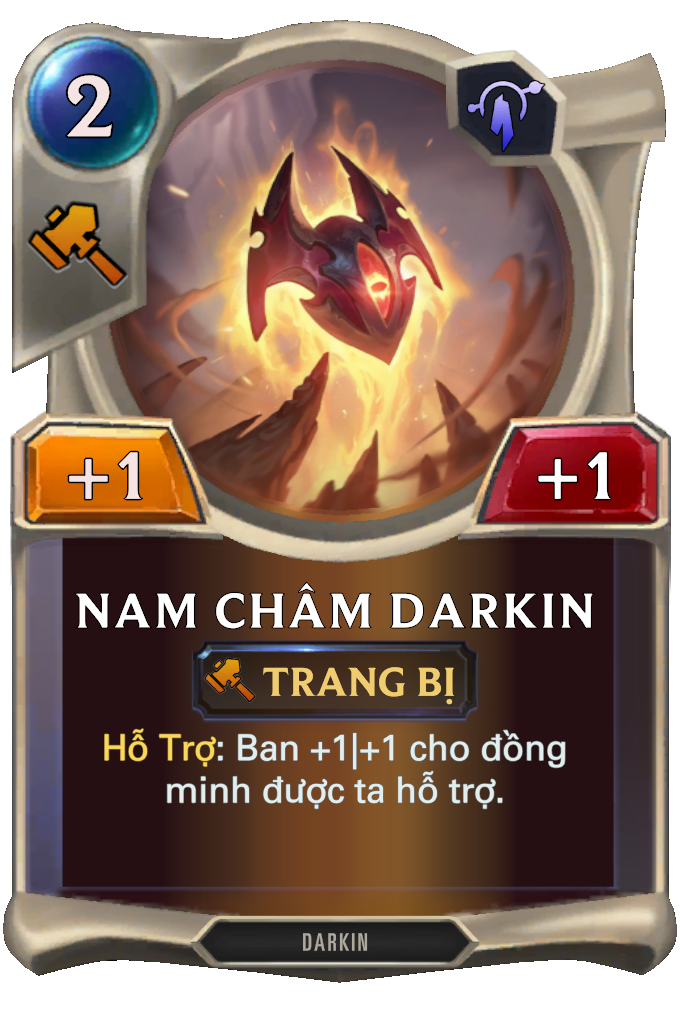 2
+1
+1
NAM CHÂM DARKIN
TRANG BỊ
Hỗ Trợ: Ban +1|+1 cho đồng
minh được ta hỗ trợ.
DARKIN